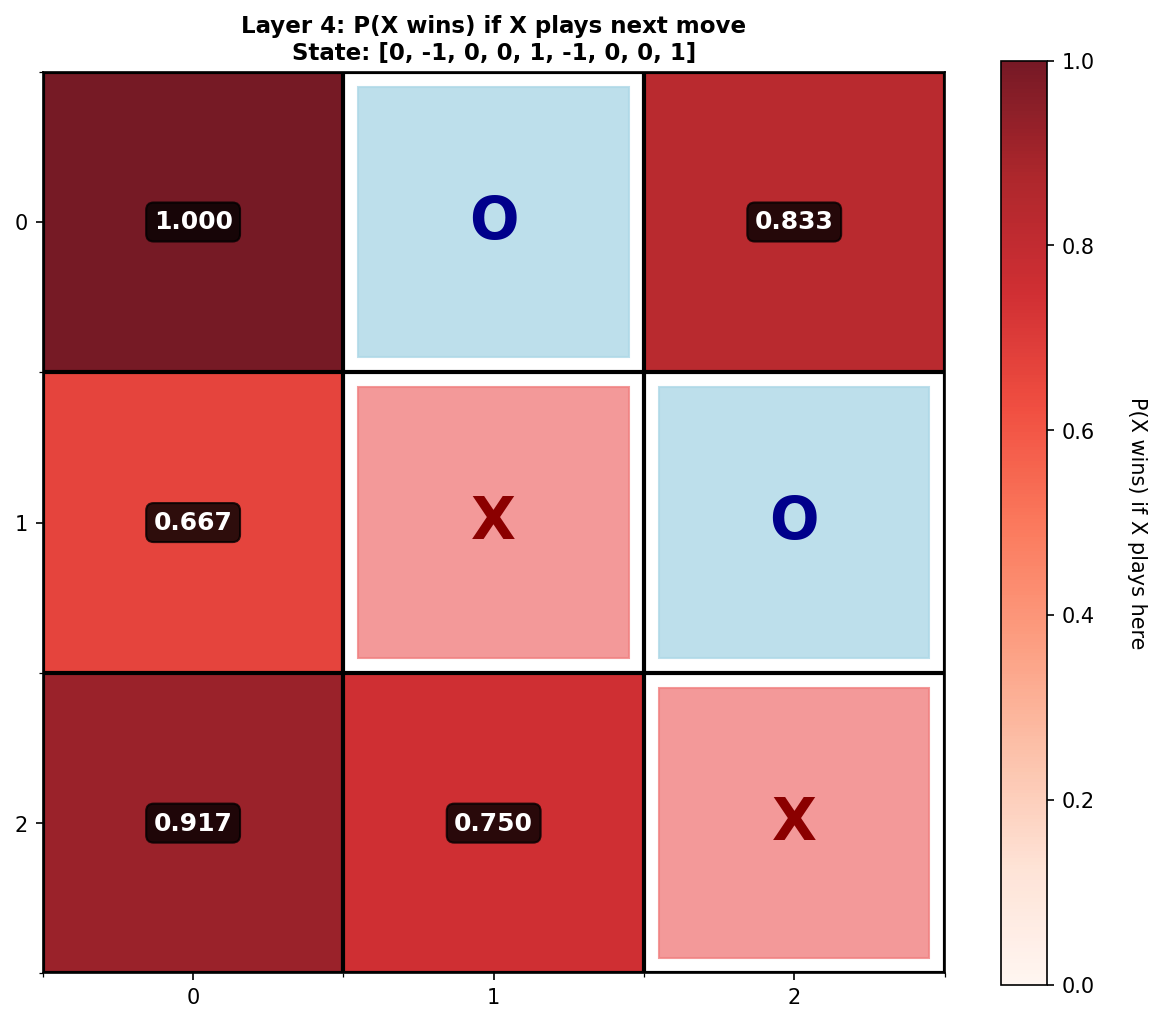 Layer 4: P(X wins) if X plays next move
State: [0, -1, 0, 0, 1, -1, 0, 0, 1]
1.000
O
0.833
0.667
X
O
0.917
0.750
X
0
1
2
0
1
2
1.0
0.8
0.6
0.4
0.2
0.0
P(X wins) if X plays here